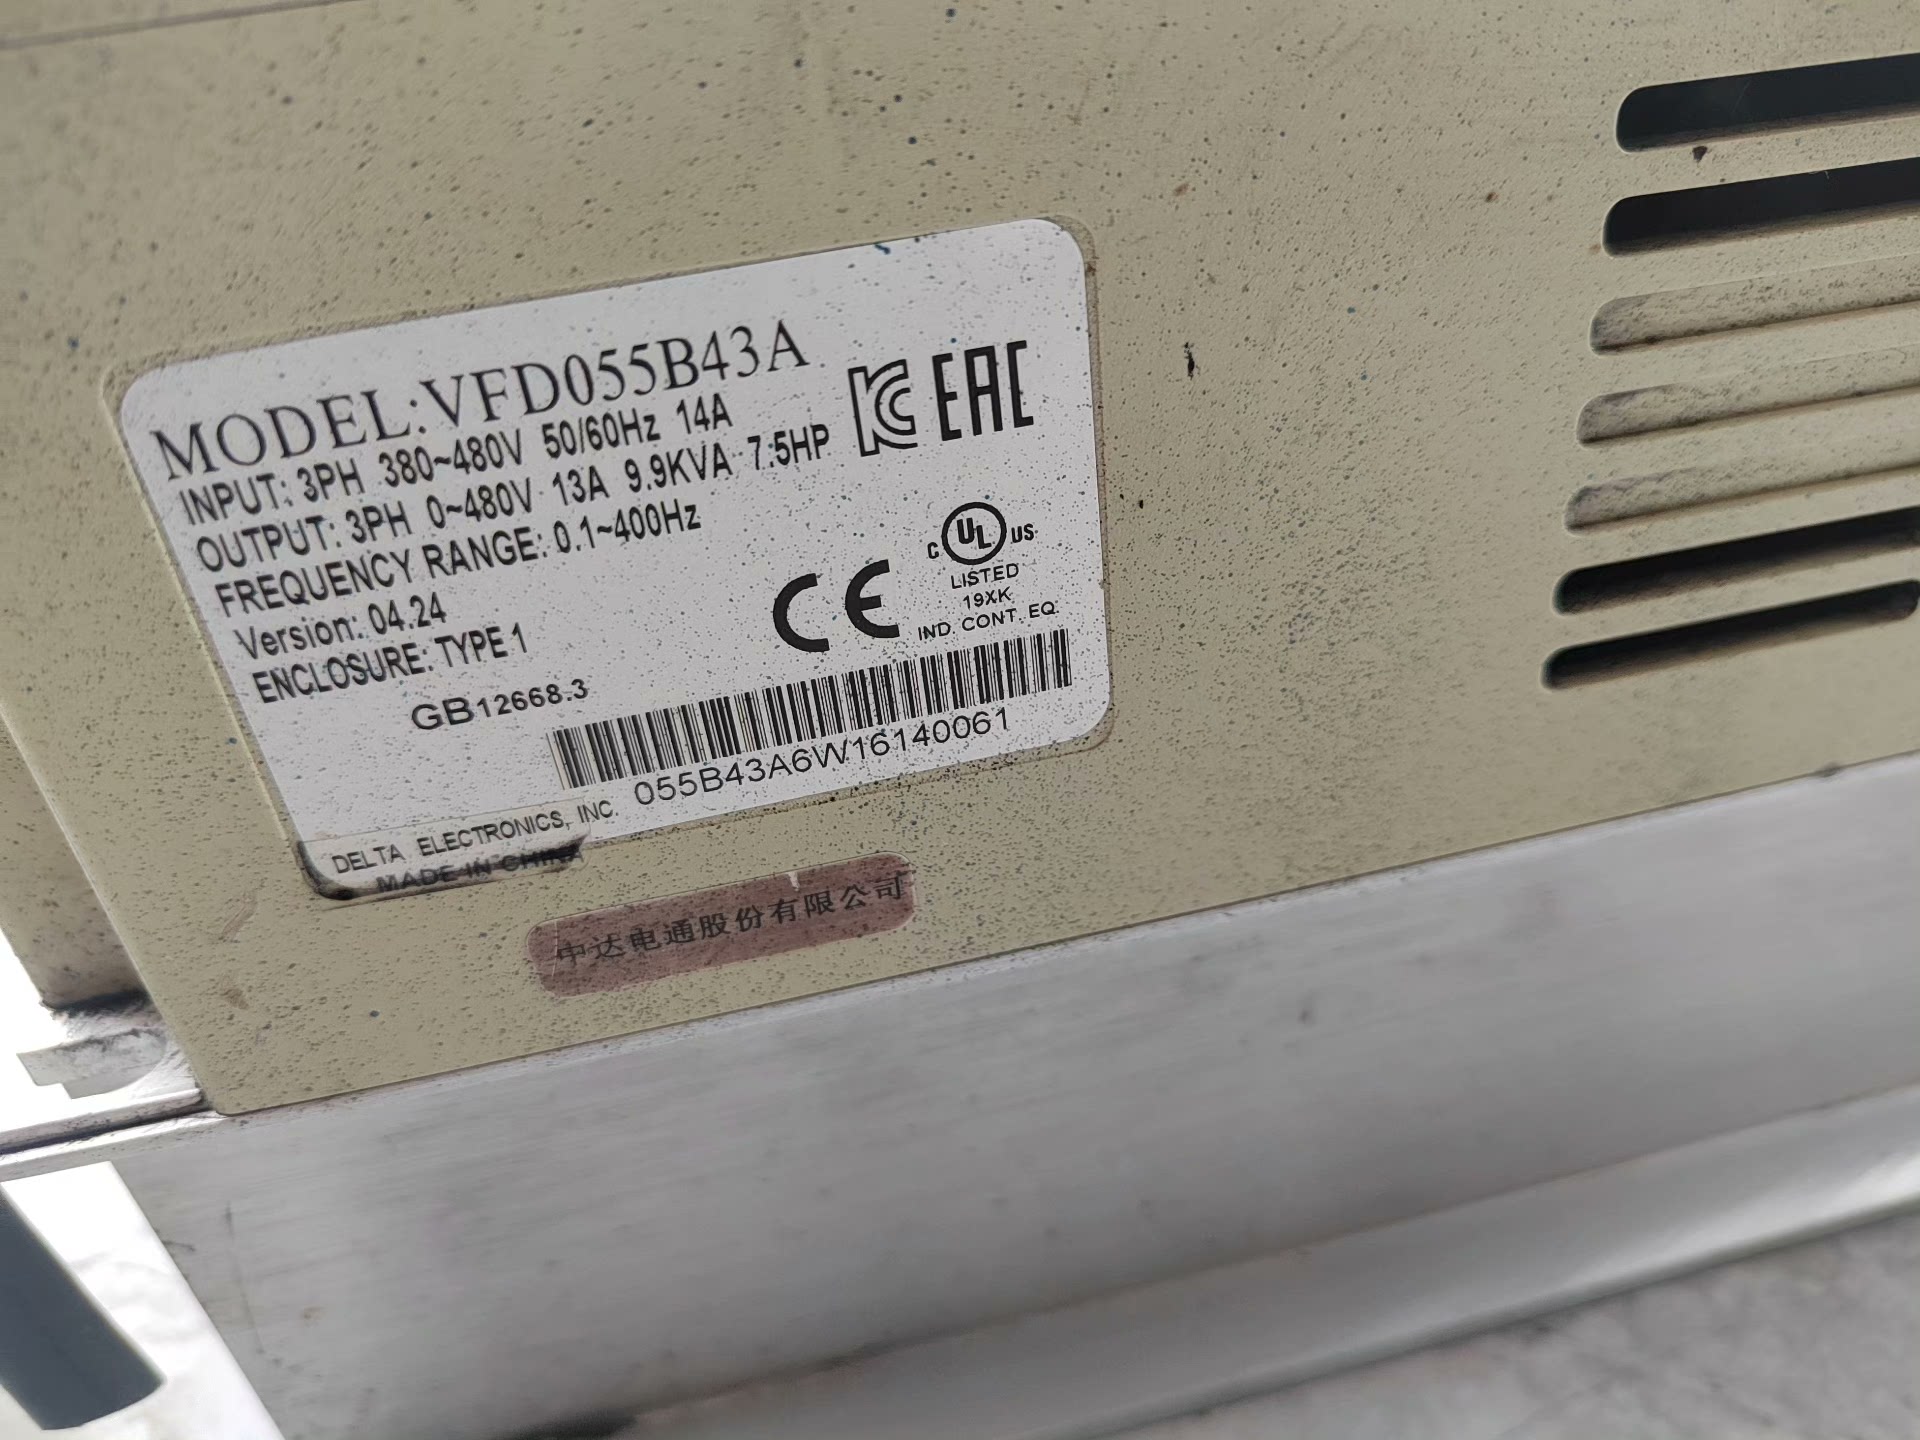 MODEL:VFD055B43A
INPUT: 3PH 380~480V 50/60Hz 14A
OUTPUT: 3PH 0~480V 13A 9.9KVA 7.5HP
FREQUENCY RANGE: 0.1~400Hz
Version: 04.24
ENCLOSURE: TYPE 1
GB12668.3
EAC
CE
C UL US
LISTED
19XK
IND. CONT. EQ.
055B43A6W16140061
DELTA ELECTRONICS, INC.
MADE IN CHINA
中达电通股份有限公司